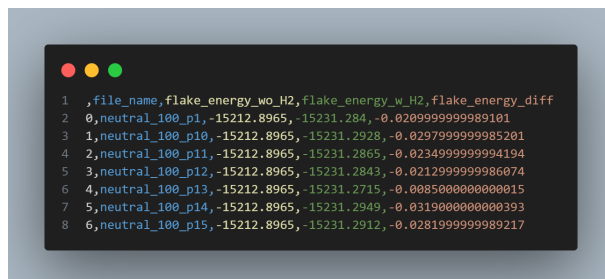 1 ,file_name,flake_energy_wo_H2,flake_energy_w_H2,flake_energy_diff
2 0,neutral_100_p1,-15212.8965,-15231.284,-0.0209999999989101
3 1,neutral_100_p10,-15212.8965,-15231.2928,-0.0297999999985201
4 2,neutral_100_p11,-15212.8965,-15231.2865,-0.0234999999994194
5 3,neutral_100_p12,-15212.8965,-15231.2843,-0.0212999999986074
6 4,neutral_100_p13,-15212.8965,-15231.2715,-0.0085000000000015
7 5,neutral_100_p14,-15212.8965,-15231.2949,-0.0319000000000393
8 6,neutral_100_p15,-15212.8965,-15231.2912,-0.0281999999989217